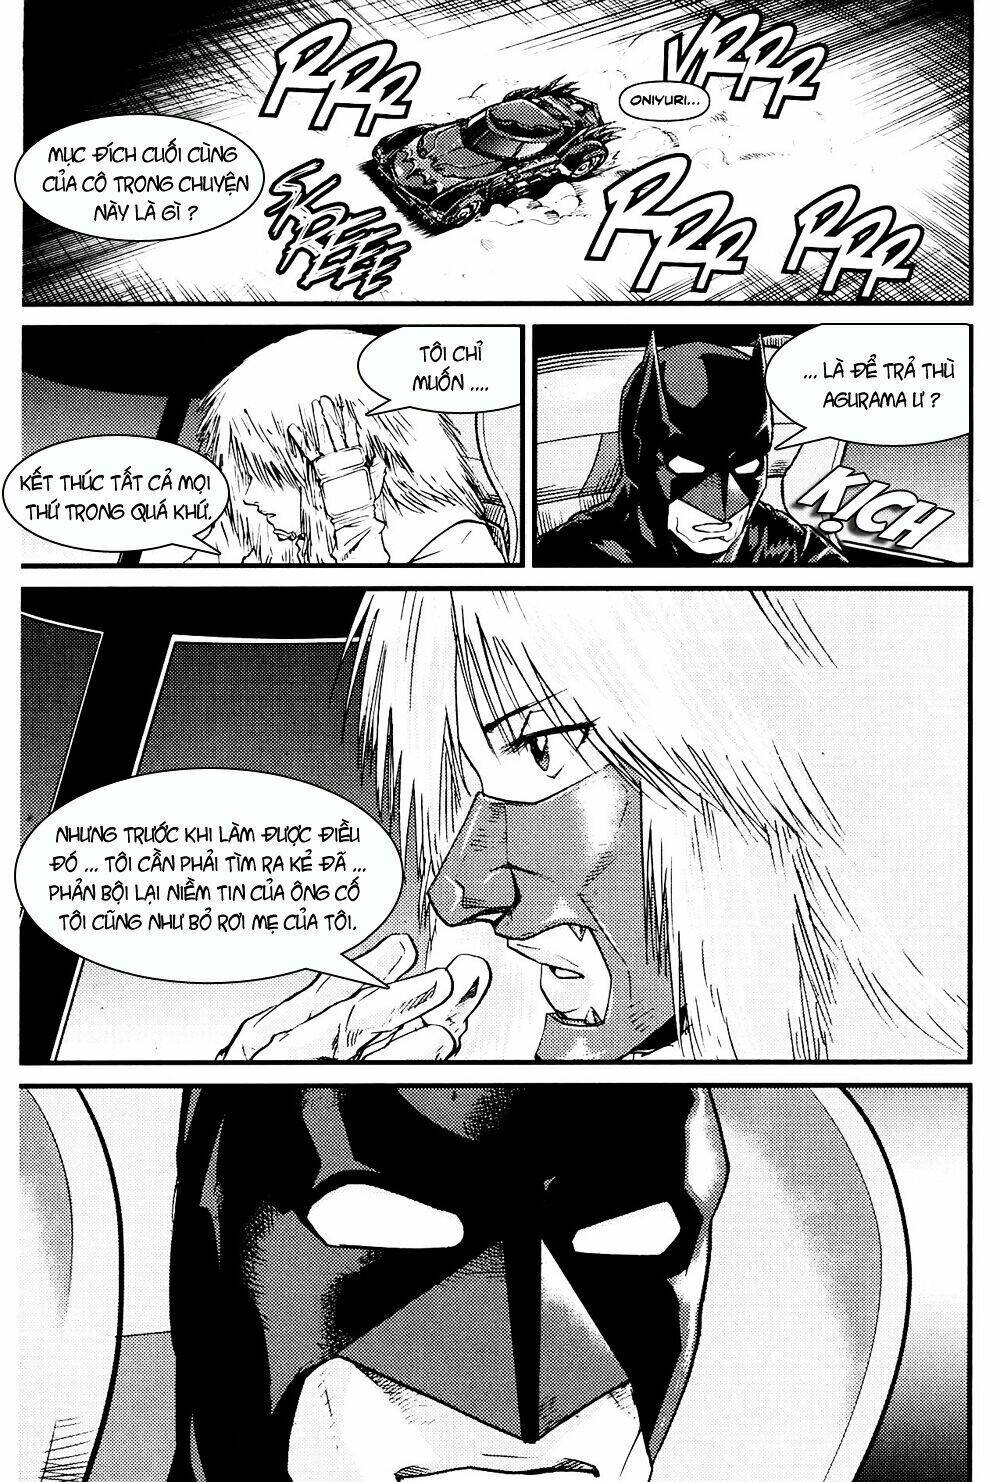 RRR
VRRR
ONIYURI...
MỤC ĐÍCH CUỐI CÙNG
CỦA CÔ TRONG CHUYỆN
NÀY LÀ GÌ ?
SKREEE
RRR
RRR
TÔI CHỈ
MUỐN ....
KẾT THÚC TẤT CẢ MỌI
THỨ TRONG QUÁ KHỨ.
... LÀ ĐỂ TRẢ THÙ
AGURAMA Ư ?
KỊCH
NHƯNG TRƯỚC KHI LÀM ĐƯỢC ĐIỀU
ĐÓ ... TÔI CẦN PHẢI TÌM RA KẺ ĐÃ ...
PHẢN BỘI LẠI NIỀM TIN CỦA ÔNG CỐ
TÔI CŨNG NHƯ BỎ RƠI MẸ CỦA TÔI.